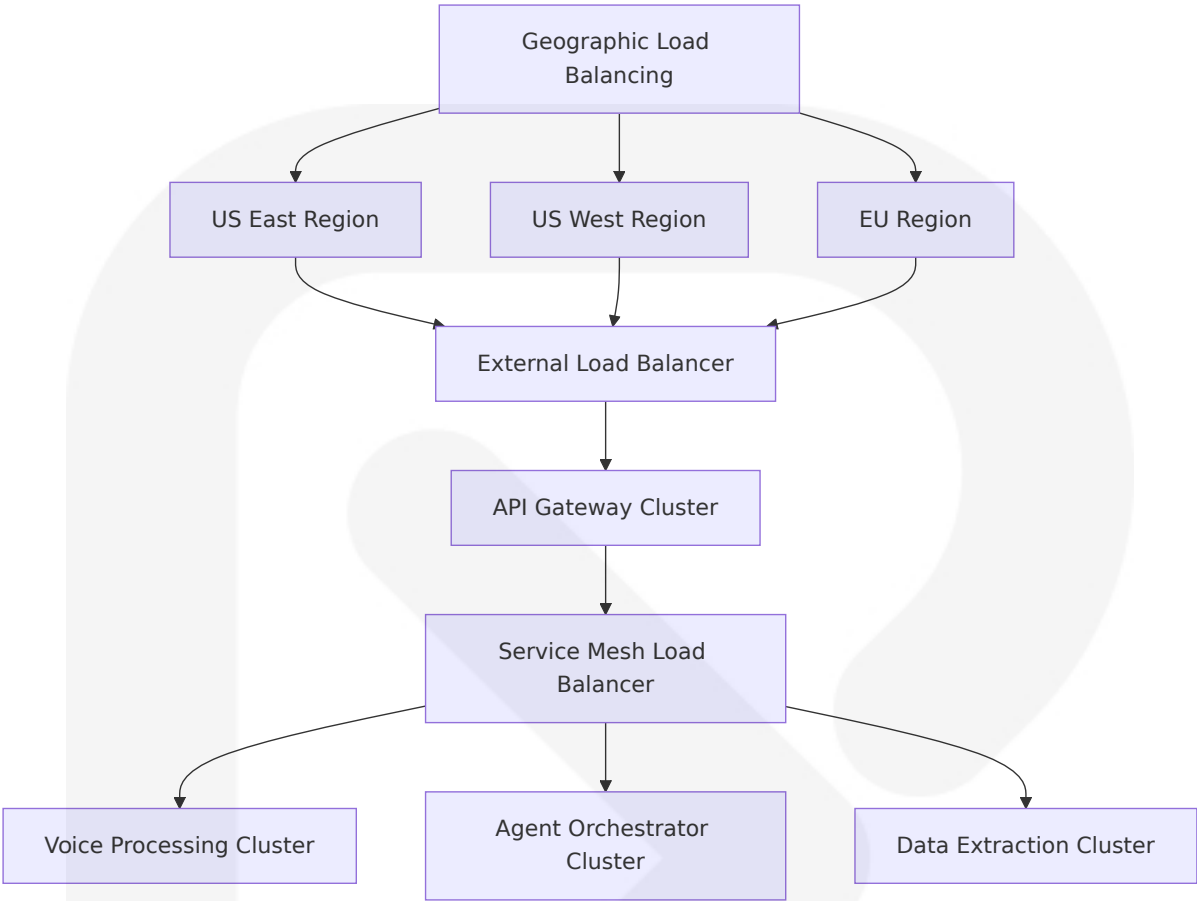 Geographic Load
Balancing
US East Region
US West Region
EU Region
External Load Balancer
API Gateway Cluster
Service Mesh Load
Balancer
Voice Processing Cluster
Agent Orchestrator
Cluster
Data Extraction Cluster